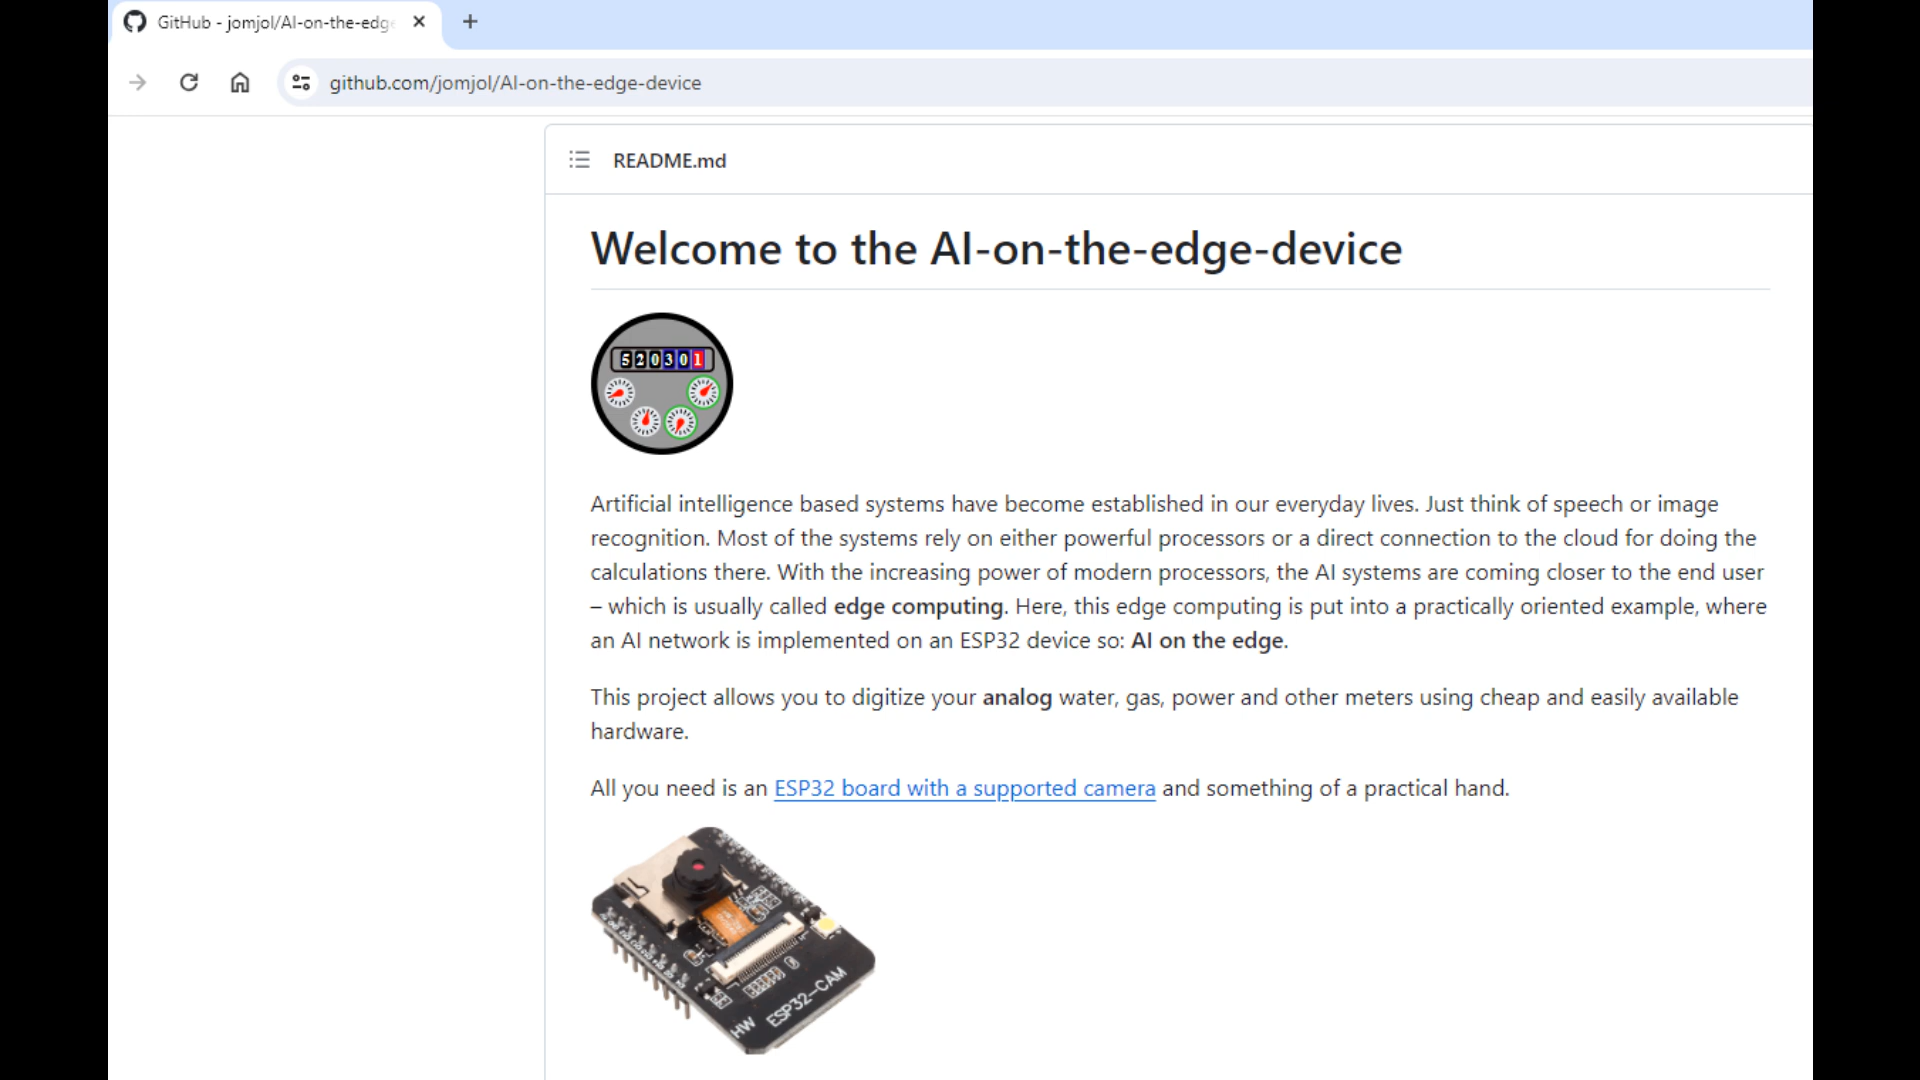 GitHub - jomjol/AI-on-the-edge
github.com/jomjol/AI-on-the-edge-device
README.md
Welcome to the AI-on-the-edge-device
520301
Artificial intelligence based systems have become established in our everyday lives. Just think of speech or image
recognition. Most of the systems rely on either powerful processors or a direct connection to the cloud for doing the
calculations there. With the increasing power of modern processors, the AI systems are coming closer to the end user
– which is usually called edge computing. Here, this edge computing is put into a practically oriented example, where
an AI network is implemented on an ESP32 device so: AI on the edge.
This project allows you to digitize your analog water, gas, power and other meters using cheap and easily available
hardware.
All you need is an ESP32 board with a supported camera and something of a practical hand.
HW ESP32-CAM